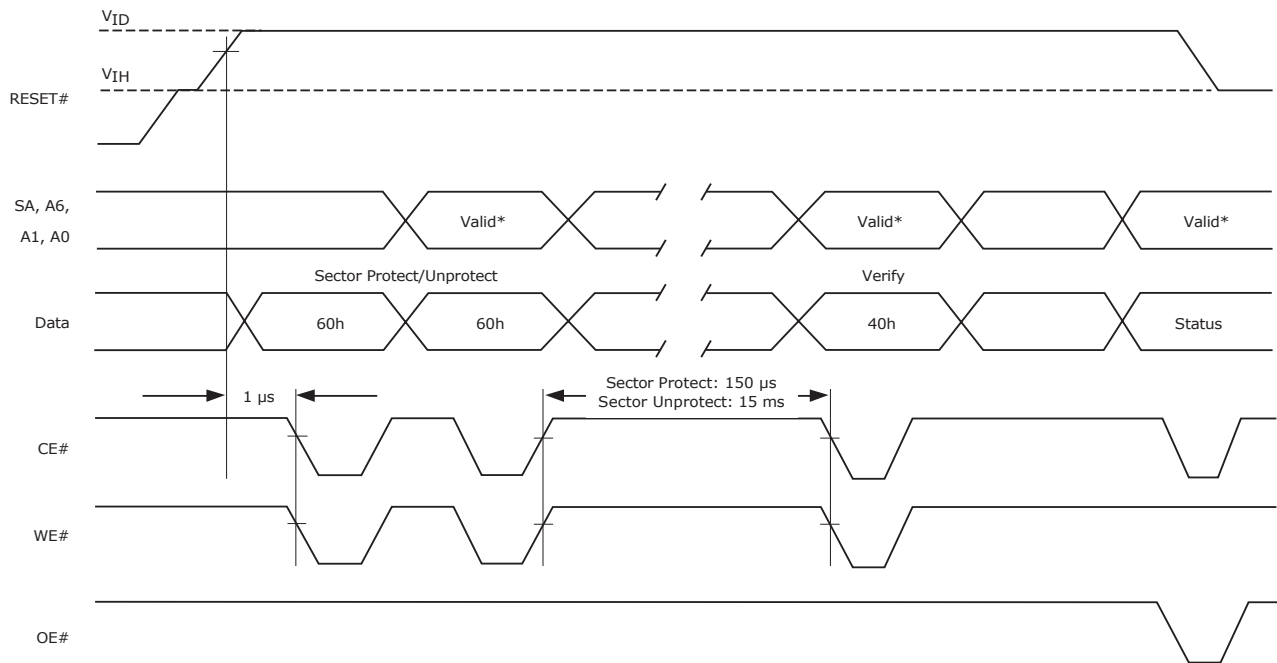 VID
VIH
RESET#
SA, A6,
A1, A0
Valid*
Valid*
Valid*
Sector Protect/Unprotect
Verify
Data
60h
60h
40h
Status
1 µs
Sector Protect: 150 µs
Sector Unprotect: 15 ms
CE#
WE#
OE#